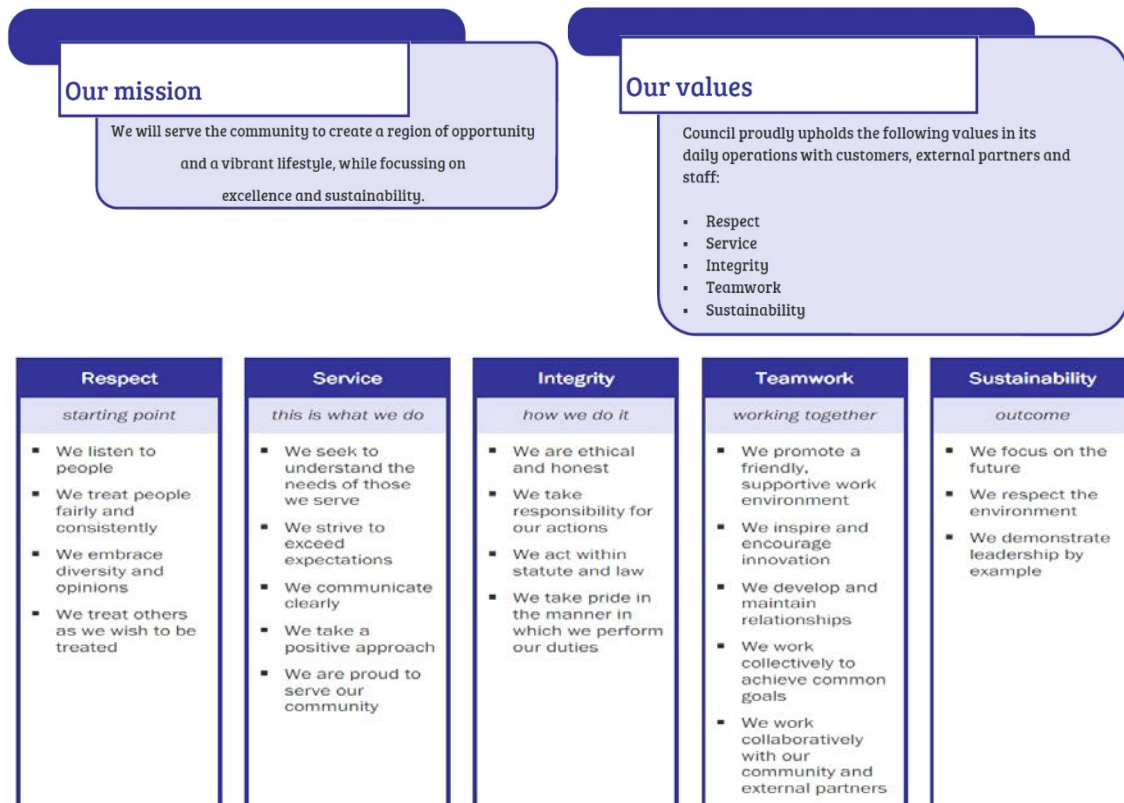 Our mission
We will serve the community to create a region of opportunity
and a vibrant lifestyle, while focussing on
excellence and sustainability.
Our values
Council proudly upholds the following values in its
daily operations with customers, external partners and
staff:
▪ Respect
▪ Service
▪ Integrity
▪ Teamwork
▪ Sustainability
Respect
starting point
▪ We listen to
people
▪ We treat people
fairly and
consistently
▪ We embrace
diversity and
opinions
▪ We treat others
as we wish to be
treated
Service
this is what we do
▪ We seek to
understand the
needs of those
we serve
▪ We strive to
exceed
expectations
▪ We communicate
clearly
▪ We take a
positive approach
▪ We are proud to
serve our
community
Integrity
how we do it
▪ We are ethical
and honest
▪ We take
responsibility for
our actions
▪ We act within
statute and law
▪ We take pride in
the manner in
which we perform
our duties
Teamwork
working together
▪ We promote a
friendly,
supportive work
environment
▪ We inspire and
encourage
innovation
▪ We develop and
maintain
relationships
▪ We work
collectively to
achieve common
goals
▪ We work
collaboratively
with our
community and
external partners
Sustainability
outcome
▪ We focus on the
future
▪ We respect the
environment
▪ We demonstrate
leadership by
example